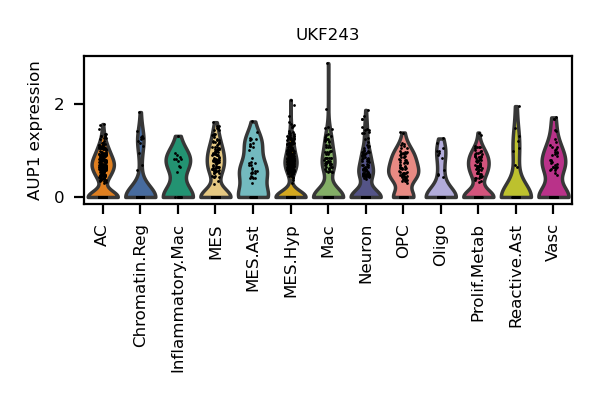 UKF243
AUP1 expression
2
0
AC
Chromatin.Reg
Inflammatory.Mac
MES
MES.Ast
MES.Hyp
Mac
Neuron
OPC
Oligo
Prolif.Metab
Reactive.Ast
Vasc